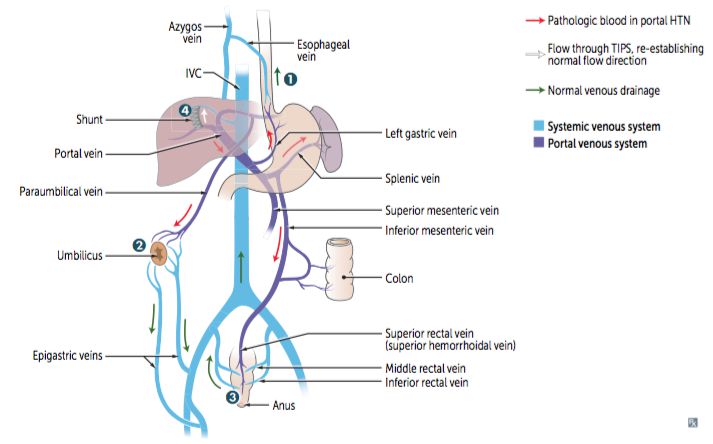 Azygos
vein
Esophageal
vein
IVC
1
4
Shunt
Portal vein
Paraumbilical vein
2
Umbilicus
Epigastric veins
Left gastric vein
Splenic vein
Superior mesenteric vein
Inferior mesenteric vein
Colon
Superior rectal vein
(superior hemorrhoidal vein)
Middle rectal vein
Inferior rectal vein
3
Anus
Pathologic blood in portal HTN
Flow through TIPS, re-establishing
normal flow direction
Normal venous drainage
Systemic venous system
Portal venous system